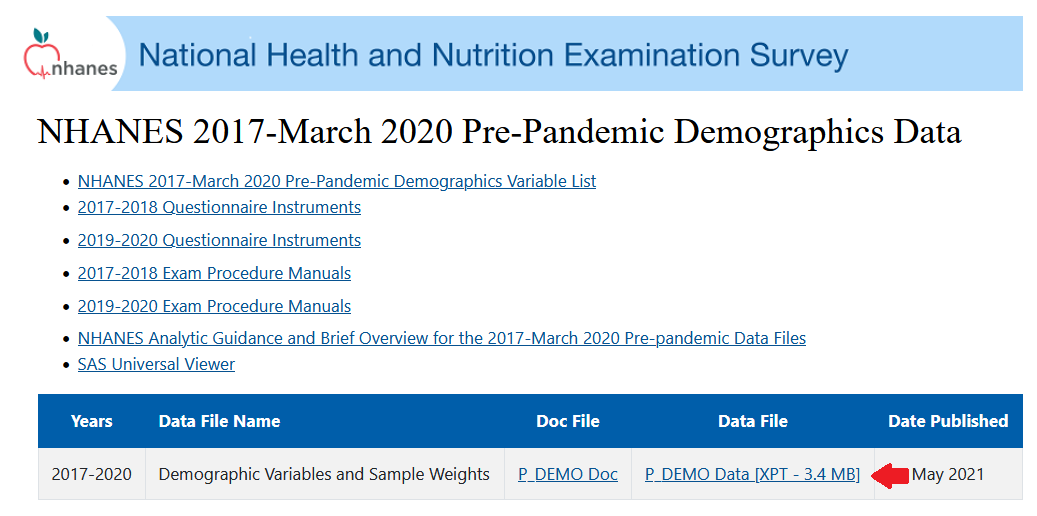 nhanes
National Health and Nutrition Examination Survey
NHANES 2017-March 2020 Pre-Pandemic Demographics Data
NHANES 2017-March 2020 Pre-Pandemic Demographics Variable List
2017-2018 Questionnaire Instruments
2019-2020 Questionnaire Instruments
2017-2018 Exam Procedure Manuals
2019-2020 Exam Procedure Manuals
NHANES Analytic Guidance and Brief Overview for the 2017-March 2020 Pre-pandemic Data Files
SAS Universal Viewer
Years Data File Name Doc File Data File Date Published
2017-2020 Demographic Variables and Sample Weights P_DEMO Doc P_DEMO Data [XPT - 3.4 MB] May 2021